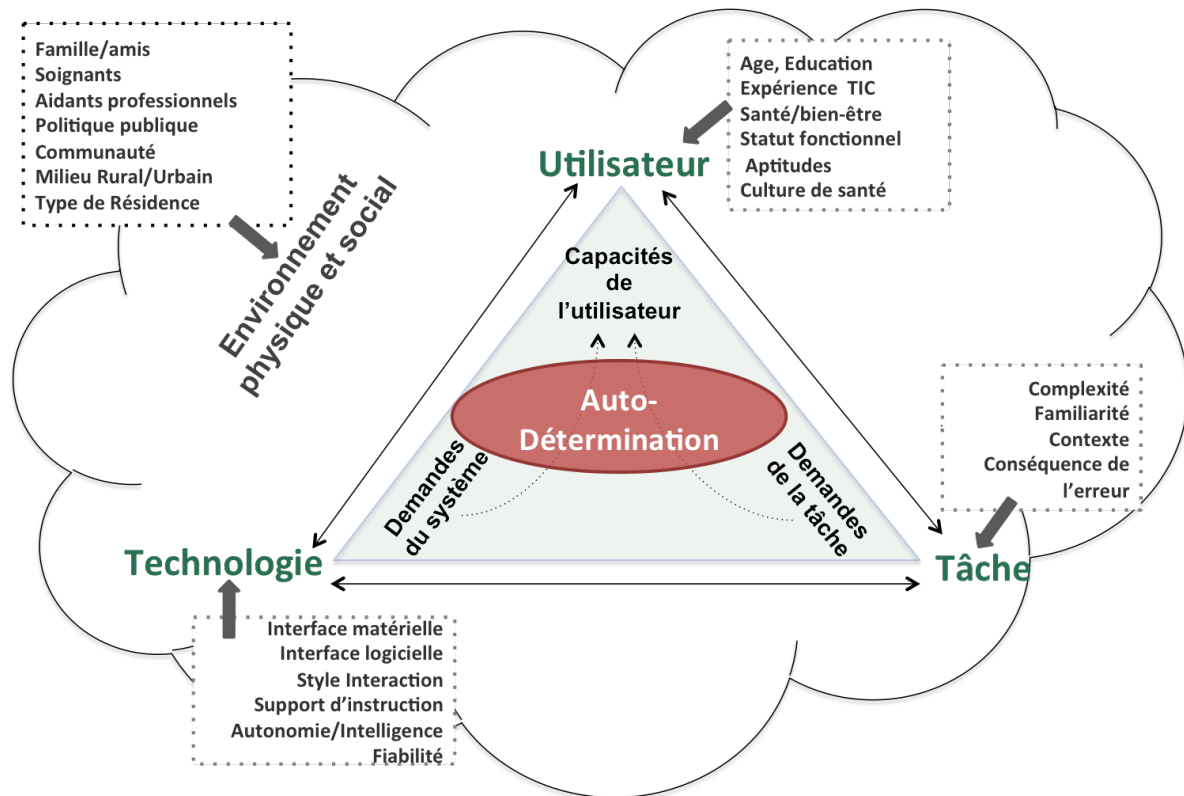 Famille/amis
Soignants
Aidants professionnels
Politique publique
Communauté
Milieu Rural/Urbain
Type de Résidence
Environnement
physique et social
Age, Education
Expérience TIC
Santé/bien-être
Statut fonctionnel
Aptitudes
Culture de santé
Utilisateur
Capacités
de
l'utilisateur
Auto-
Détermination
Demandes
du système
Demandes
de la tâche
Complexité
Familiarité
Contexte
Conséquence de
l'erreur
Technologie
Tâche
Interface matérielle
Interface logicielle
Style Interaction
Support d'instruction
Autonomie/Intelligence
Fiabilité